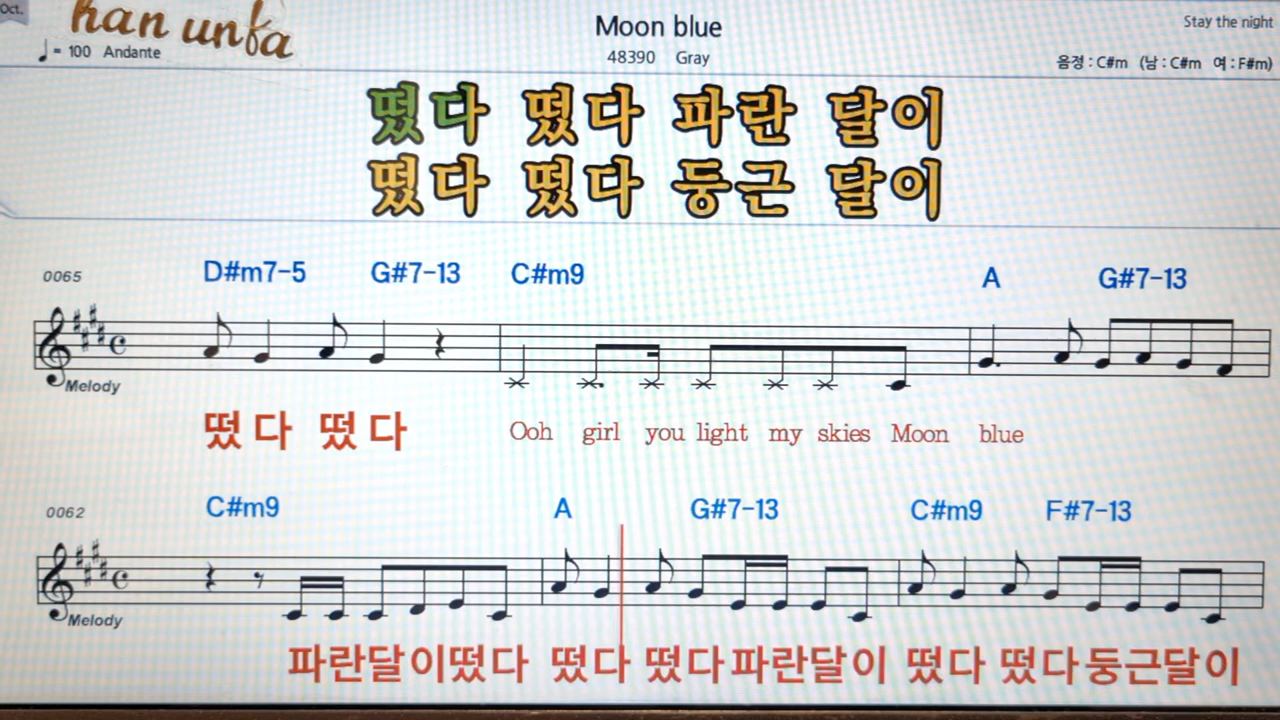 Oct.
han unfa
Moon blue
Stay the night
♩ = 100 Andante
48390 Gray
음정 : C#m (남 : C#m 여 : F#m)
떴다 떴다 파란 달이
떴다 떴다 둥근 달이
0065 D#m7-5 G#7-13 C#m9 A G#7-13
Melody
떴다 떴다 Ooh girl you light my skies Moon blue
0062 C#m9 A G#7-13 C#m9 F#7-13
Melody
파란달이떴다 떴다 떴다파란달이 떴다 떴다둥근달이